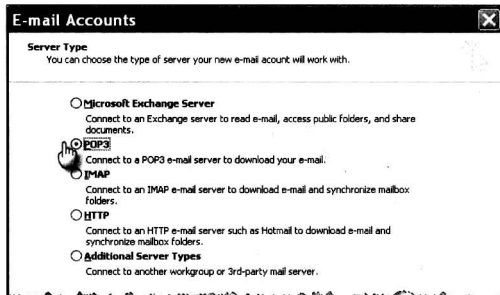 E-mail Accounts
Server Type
You can choose the type of server your new e-mail acount will work with.
Microsoft Exchange Server
Connect to an Exchange server to read e-mail, access public folders, and share
documents.
POP3
Connect to a POP3 e-mail server to download your e-mail.
IMAP
Connect to an IMAP e-mail server to download e-mail and synchronize mailbox
folders.
HTTP
Connect to an HTTP e-mail server such as Hotmail to download e-mail and
synchronize mailbox folders.
Additional Server Types
Connect to another workgroup or 3rd-party mail server.